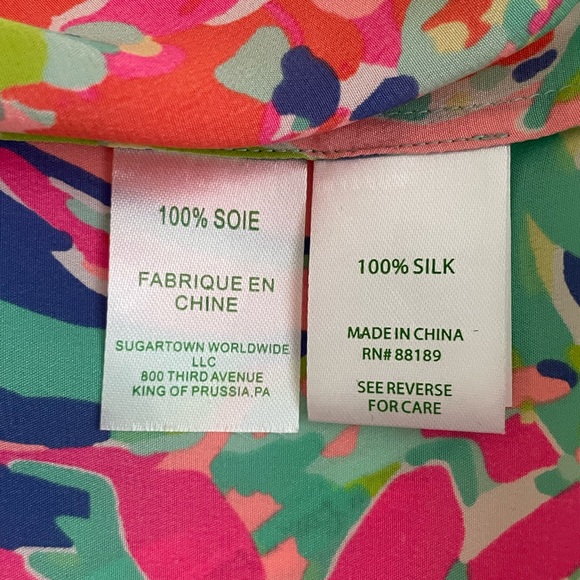 100% SOIE
FABRIQUE EN
CHINE
SUGARTOWN WORLDWIDE
LLC
800 THIRD AVENUE
KING OF PRUSSIA,PA
100% SILK
MADE IN CHINA
RN# 88189
SEE REVERSE
FOR CARE